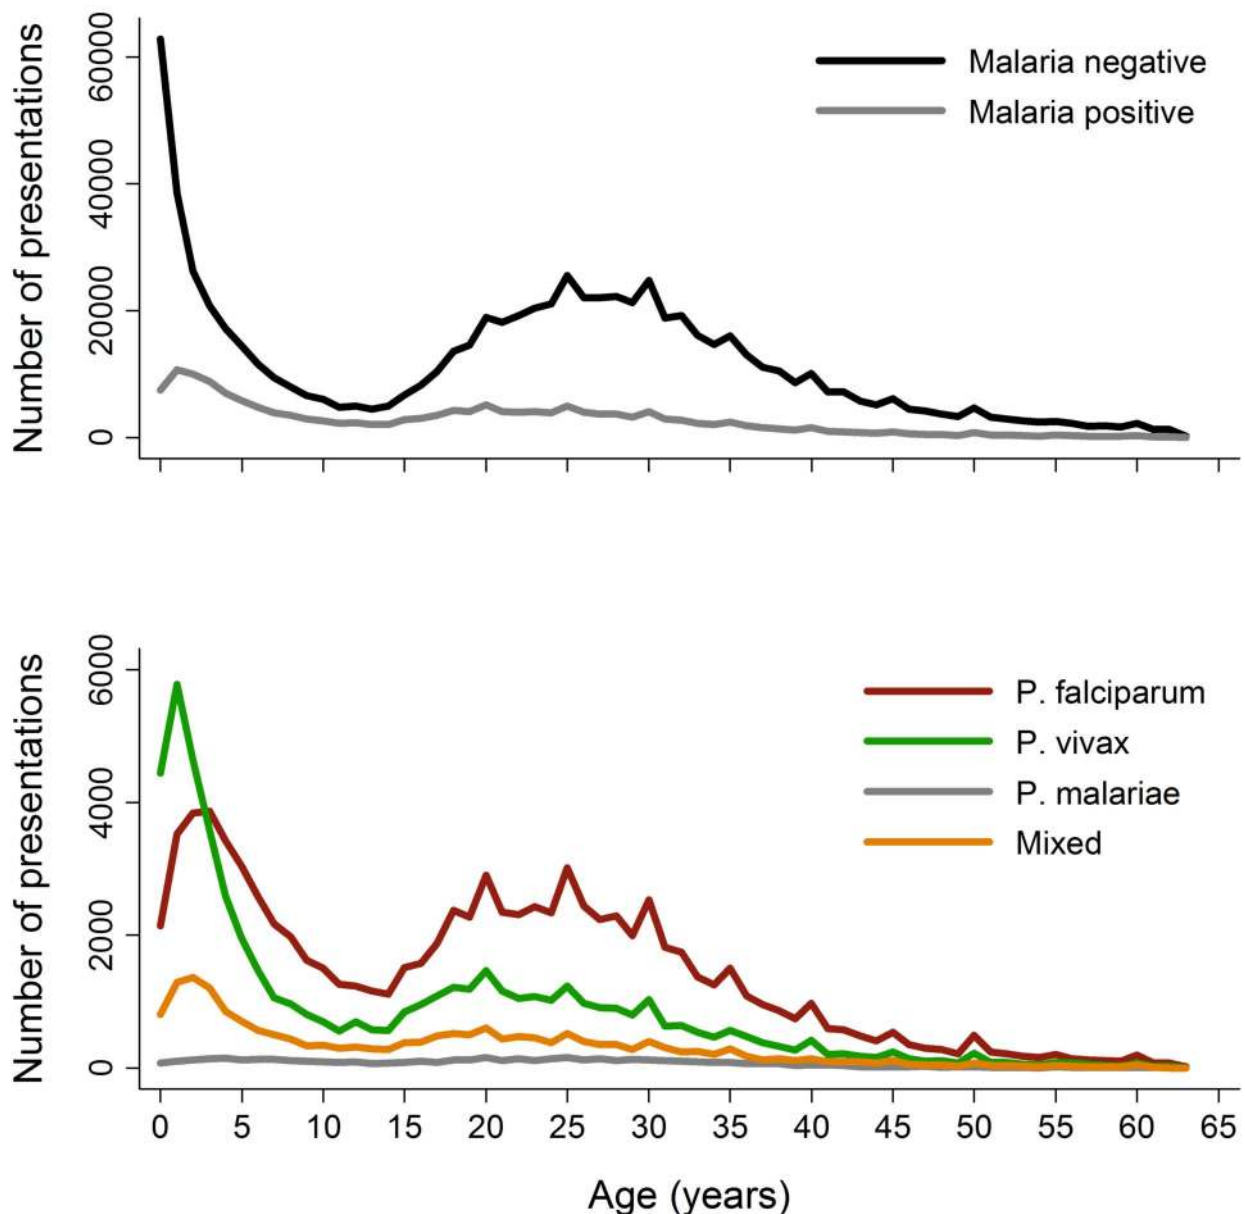 Number of presentations
60000
40000
20000
0
Malaria negative
Malaria positive
Number of presentations
6000
4000
2000
0
P. falciparum
P. vivax
P. malariae
Mixed
0 5 10 15 20 25 30 35 40 45 50 55 60 65
Age (years)